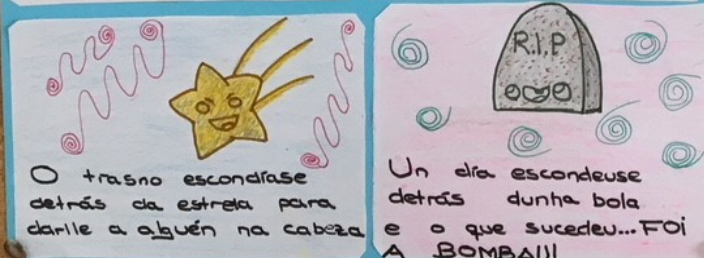 O trasno escondíase
detrás da estrela para
darlle a alguén na cabeza
R.I.P
Un día escondeuse
detrás dunha bola
e o que sucedeu... FOI
A BOMBA!!!